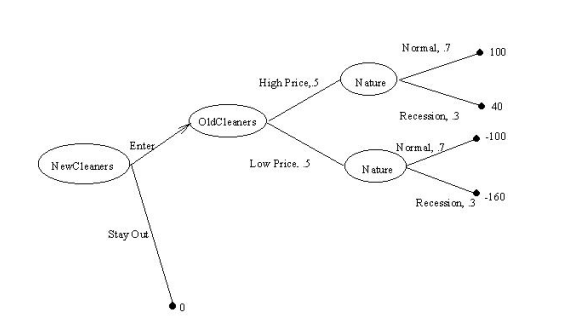 Normal, .7
100
High Price,.5
Nature
40
Recession, .3
OldCleaners
-100
Normal, .7
Enter
Low Price. .5
NewCleaners
Nature
-160
Recession, .3
Stay Out
0